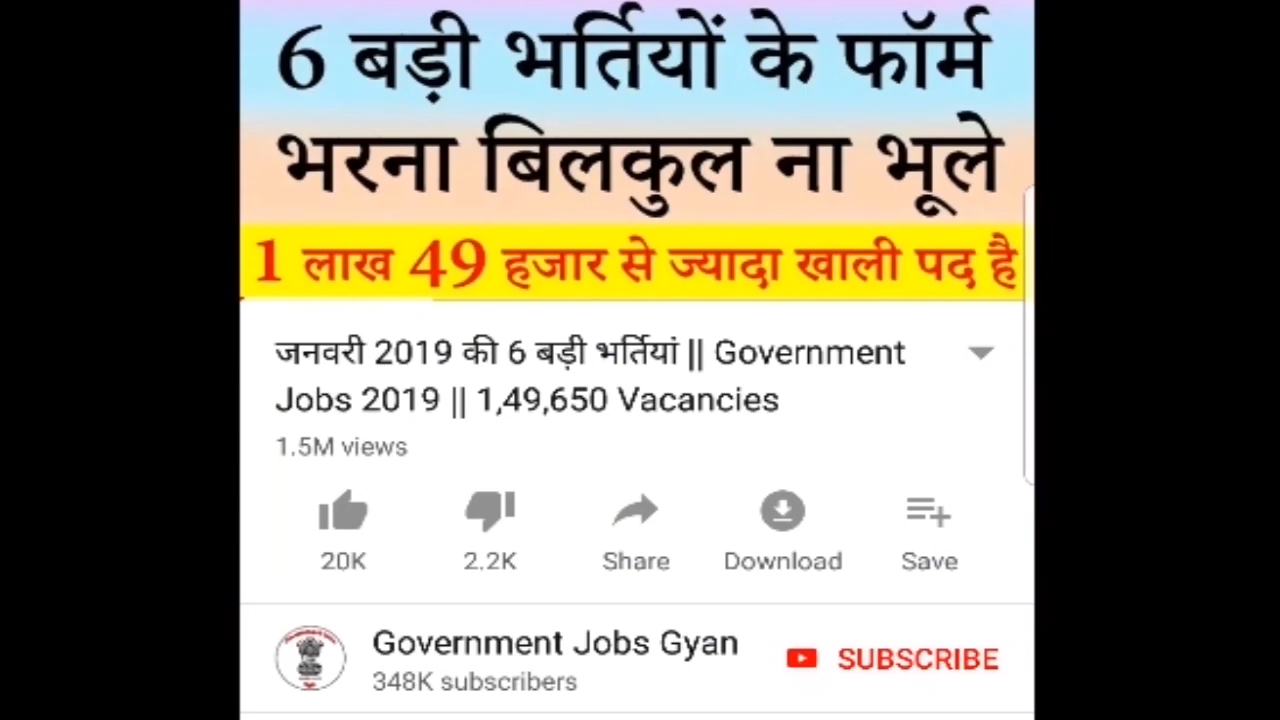 6 बड़ी भर्तियों के फॉर्म
भरना बिलकुल ना भूले
1 लाख 49 हजार से ज्यादा खाली पद है
जनवरी 2019 की 6 बड़ी भर्तियां || Government
Jobs 2019 || 1,49,650 Vacancies
1.5M views
20K 2.2K Share Download Save
Government Jobs Gyan
SUBSCRIBE
348K subscribers